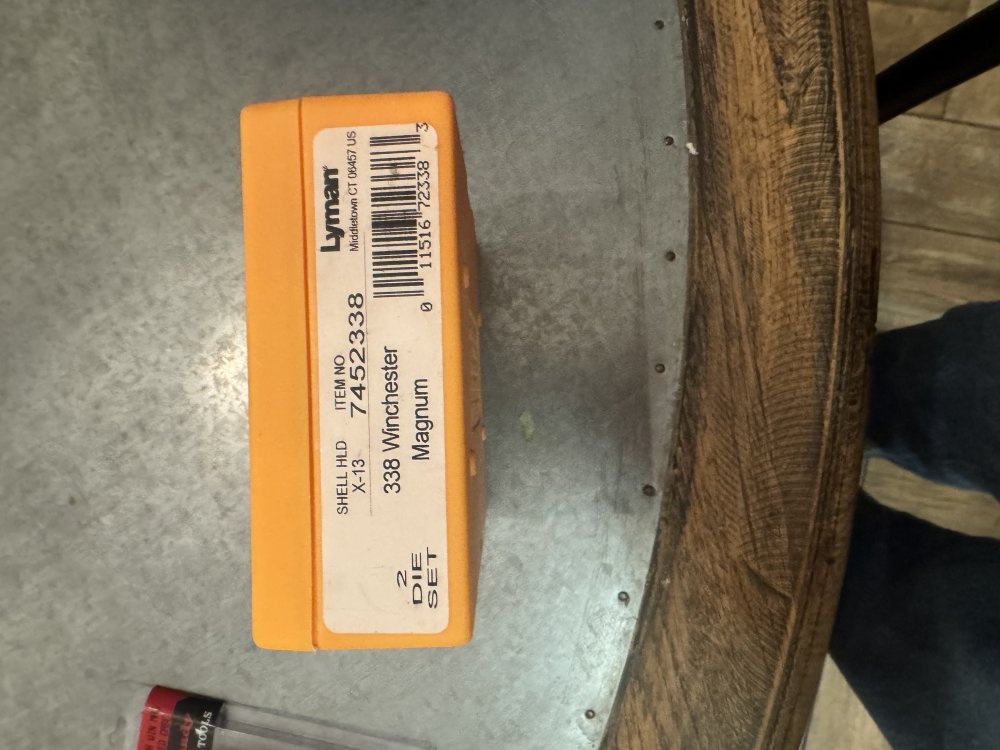 2
DIE
SET
SHELL HLD
X-13
ITEM NO
7452338
338 Winchester
Magnum
Lyman
Middletown CT 06457 US
0 11516 72338 3
TOOLS